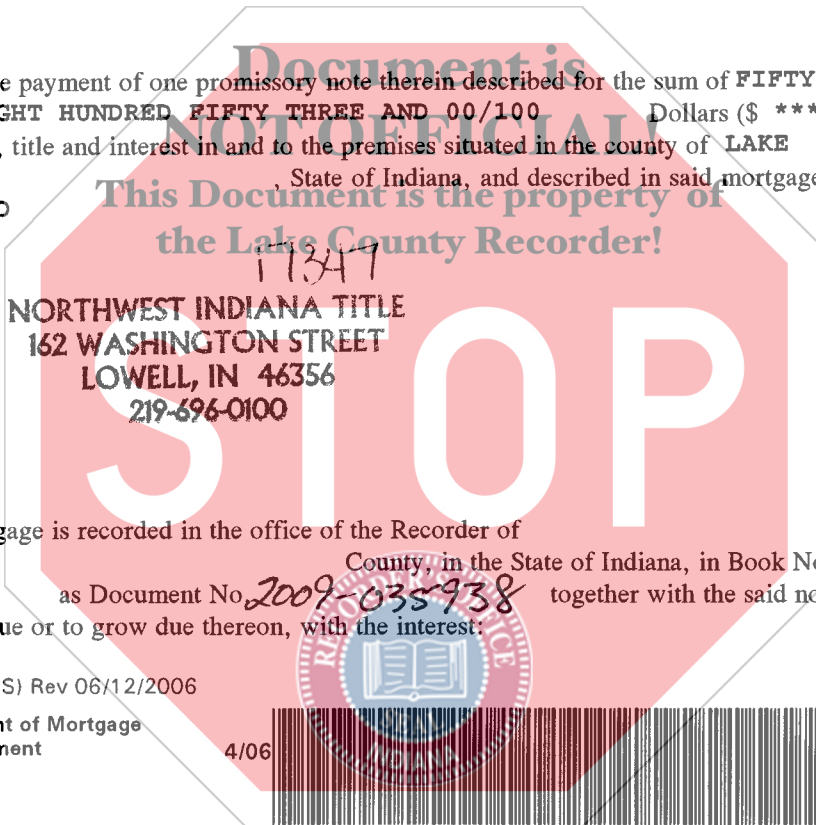 Document is
e payment of one promissory note therein described for the sum of FIFTY
GHT HUNDRED FIFTY THREE AND 00/100 Dollars ($ ***
NOT OFFICIAL!
, title and interest in and to the premises situated in the county of LAKE
, State of Indiana, and described in said mortgage
This Document is the property of
the Lake County Recorder!
17347
NORTHWEST INDIANA TITLE
162 WASHINGTON STREET
LOWELL, IN 46356
219-696-0100
STOP
gage is recorded in the office of the Recorder of
County, in the State of Indiana, in Book No
as Document No. 2009-035938 together with the said no
ue or to grow due thereon, with the interest:
RECORDER'S OFFICE
SEAL
INDIANA
S) Rev 06/12/2006
nt of Mortgage
ment 4/06